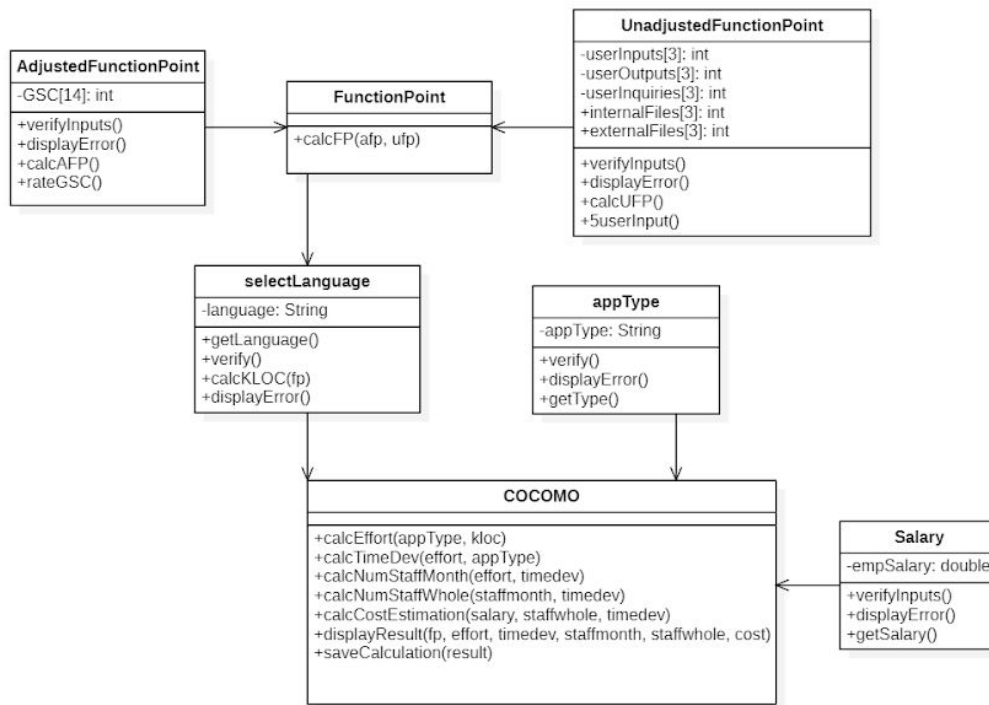 AdjustedFunctionPoint
-GSC[14]: int
+verifyInputs()
+displayError()
+calcAFP()
+rateGSC()
FunctionPoint
+calcFP(afp, ufp)
UnadjustedFunctionPoint
-userInputs[3]: int
-userOutputs[3]: int
-userInquiries[3]: int
+internalFiles[3]: int
+externalFiles[3]: int
+verifyInputs()
+displayError()
+calcUFP()
+5userInput()
selectLanguage
-language: String
+getLanguage()
+verify()
+calcKLOC(fp)
+displayError()
appType
-appType: String
+verify()
+displayError()
+getType()
COCOMO
+calcEffort(appType, kloc)
+calcTimeDev(effort, appType)
+calcNumStaffMonth(effort, timedev)
+calcNumStaffWhole(staffmonth, timedev)
+calcCostEstimation(salary, staffwhole, timedev)
+displayResult(fp, effort, timedev, staffmonth, staffwhole, cost)
+saveCalculation(result)
Salary
-empSalary: double
+verifyInputs()
+displayError()
+getSalary()